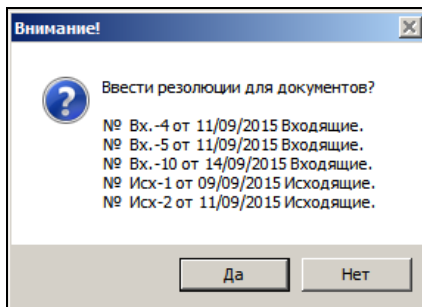 Внимание!
Ввести резолюции для документов?
№ Вх.-4 от 11/09/2015 Входящие.
№ Вх.-5 от 11/09/2015 Входящие.
№ Вх.-10 от 14/09/2015 Входящие.
№ Исх-1 от 09/09/2015 Исходящие.
№ Исх-2 от 11/09/2015 Исходящие.
Да
Нет